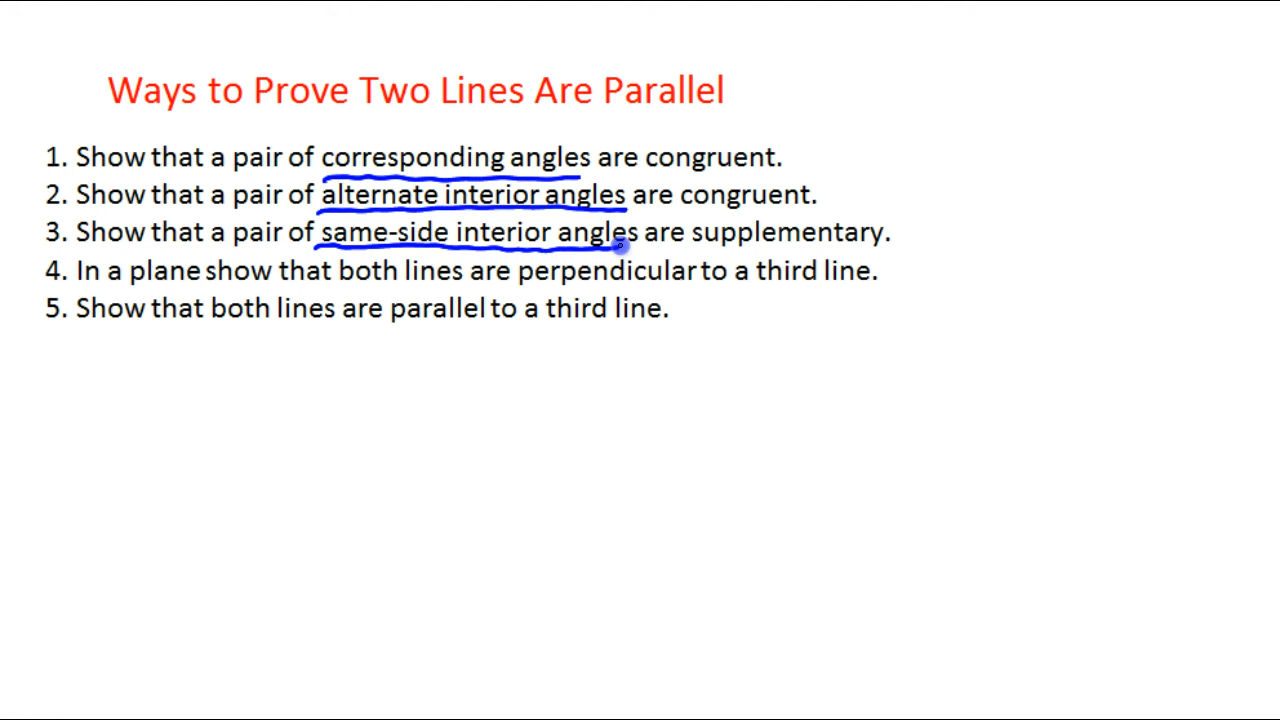 Ways to Prove Two Lines Are Parallel
1. Show that a pair of corresponding angles are congruent.
2. Show that a pair of alternate interior angles are congruent.
3. Show that a pair of same-side interior angles are supplementary.
4. In a plane show that both lines are perpendicular to a third line.
5. Show that both lines are parallel to a third line.